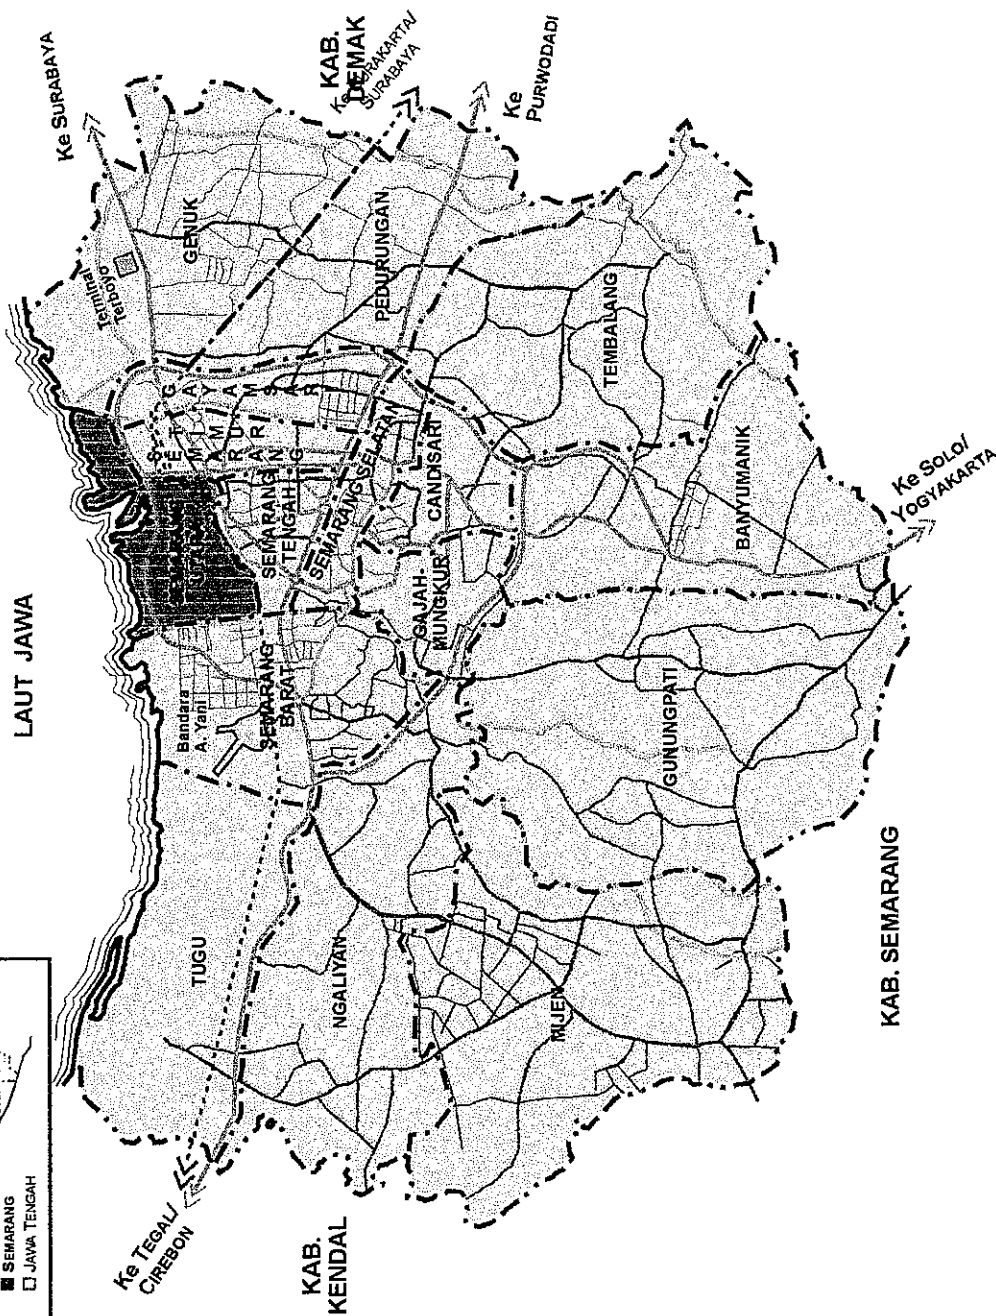 SEMARANG
JAWA TENGAH
LAUT JAWA
Ke TEGAL/
CIREBON
KAB.
KENDAL
TUGU
NGALIYAN
MIJEN
Bandara
A. Yani
SEMARANG
BARAT
SEMARANG
UTARA
SEMARANG
TENGAH
SEMARANG SELATAN
SEMARANG
TIMUR
GAYAMSARI
GAJAH-
MUNGKUR
CANDISARI
GUNUNGPATI
BANYUMANIK
TEMBALANG
PEDURUNGAN
GENUK
Terminal
Terboyo
Ke SURABAYA
KAB.
DEMAK
Ke SURAKARTA/
SURABAYA
Ke
PURWODADI
Ke SOLO/
YOGYAKARTA
KAB. SEMARANG